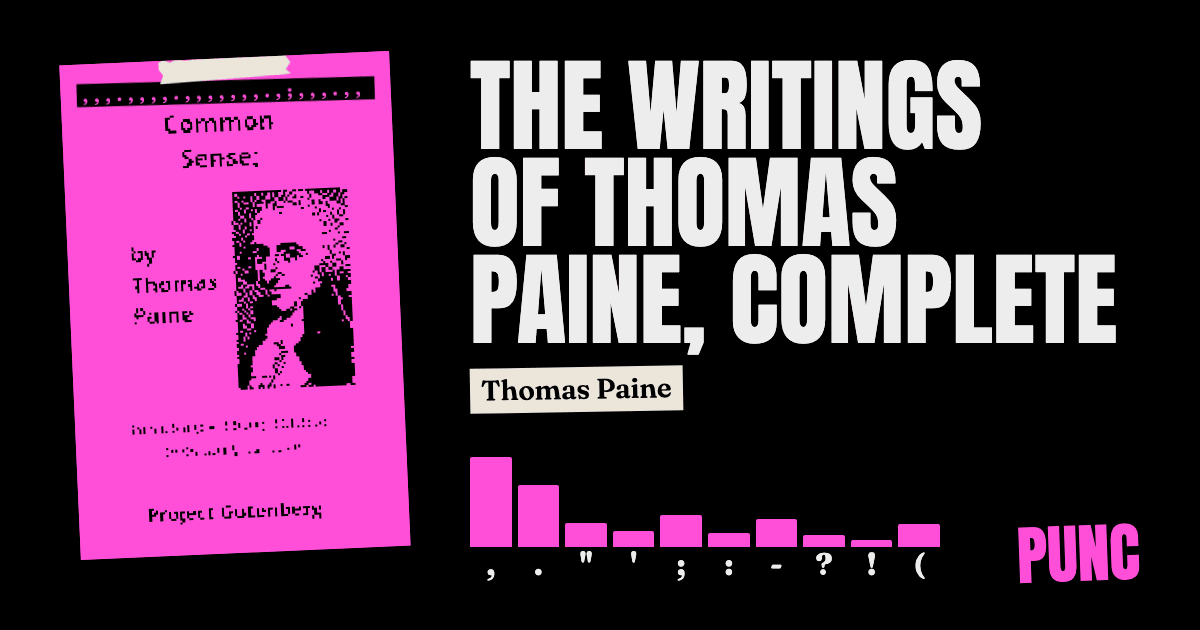 ,,,.,,,,.,,,,,,,,.,;,,,.,,
Common
Sense;
by
Thomas
Paine
Project Gutenberg
THE WRITINGS
OF THOMAS
PAINE, COMPLETE
Thomas Paine
, . " ' ; : - ? ! (
PUNC